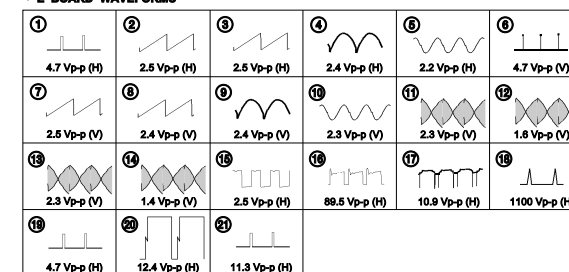 ① ② ③ ④ ⑤ ⑥
4.7 Vp-p (H) 2.5 Vp-p (H) 2.5 Vp-p (H) 2.4 Vp-p (H) 2.2 Vp-p (H) 4.7 Vp-p (V)
⑦ ⑧ ⑨ ⑩ ⑪ ⑫
2.5 Vp-p (V) 2.4 Vp-p (V) 2.4 Vp-p (V) 2.3 Vp-p (V) 2.3 Vp-p (V) 1.6 Vp-p (V)
⑬ ⑭ ⑮ ⑯ ⑰ ⑱
2.3 Vp-p (V) 1.4 Vp-p (V) 2.5 Vp-p (H) 89.5 Vp-p (H) 10.9 Vp-p (H) 1100 Vp-p (H
⑲ ⑳ ㉑
4.7 Vp-p (H) 12.4 Vp-p (H) 11.3 Vp-p (H)